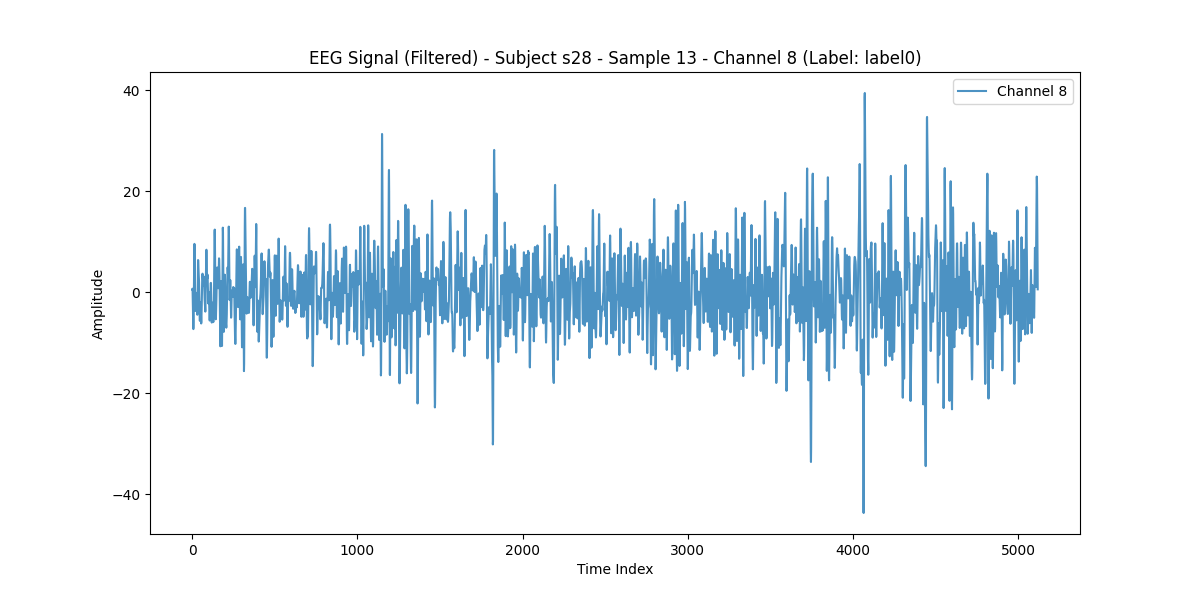 EEG Signal (Filtered) - Subject s28 - Sample 13 - Channel 8 (Label: label0)
Channel 8
40
20
0
−20
−40
Amplitude
0
1000
2000
3000
4000
5000
Time Index